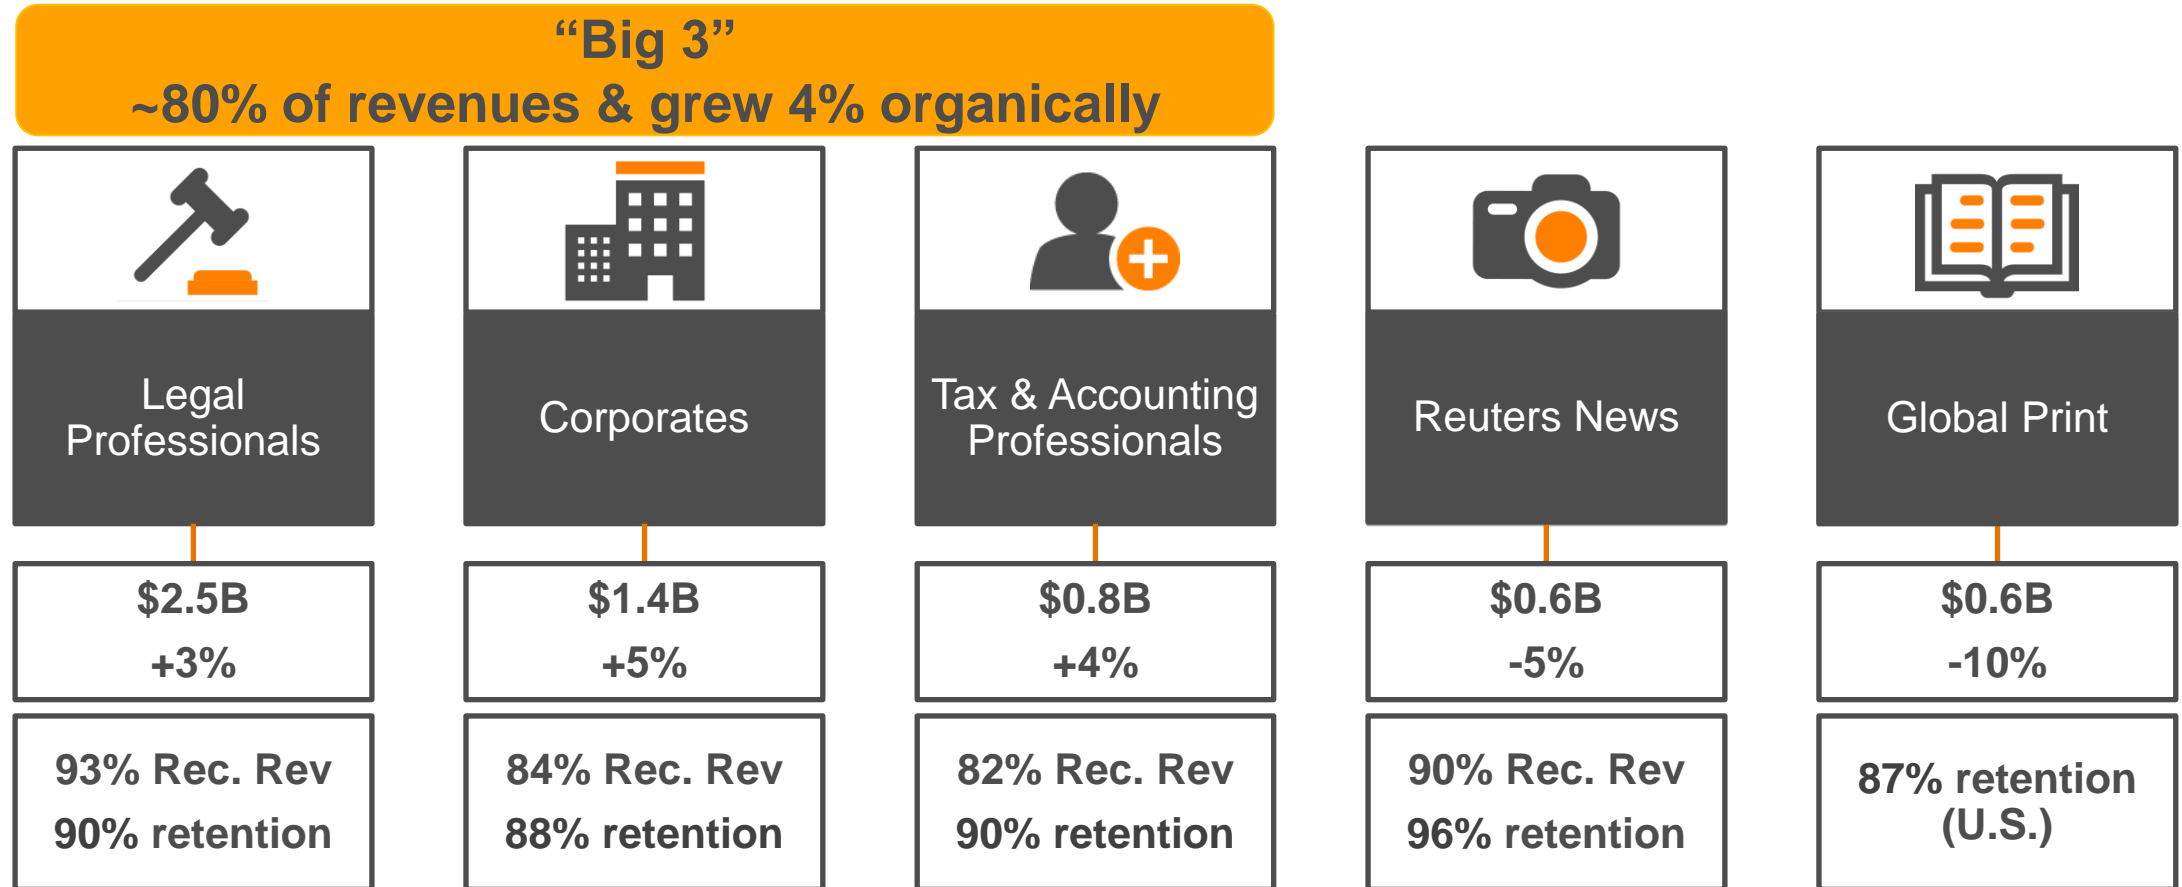 “Big 3”
~80% of revenues & grew 4% organically
Legal
Professionals
Corporates
Tax & Accounting
Professionals
Reuters News
Global Print
$2.5B
+3%
$1.4B
+5%
$0.8B
+4%
$0.6B
-5%
$0.6B
-10%
93% Rec. Rev
90% retention
84% Rec. Rev
88% retention
82% Rec. Rev
90% retention
90% Rec. Rev
96% retention
87% retention
(U.S.)